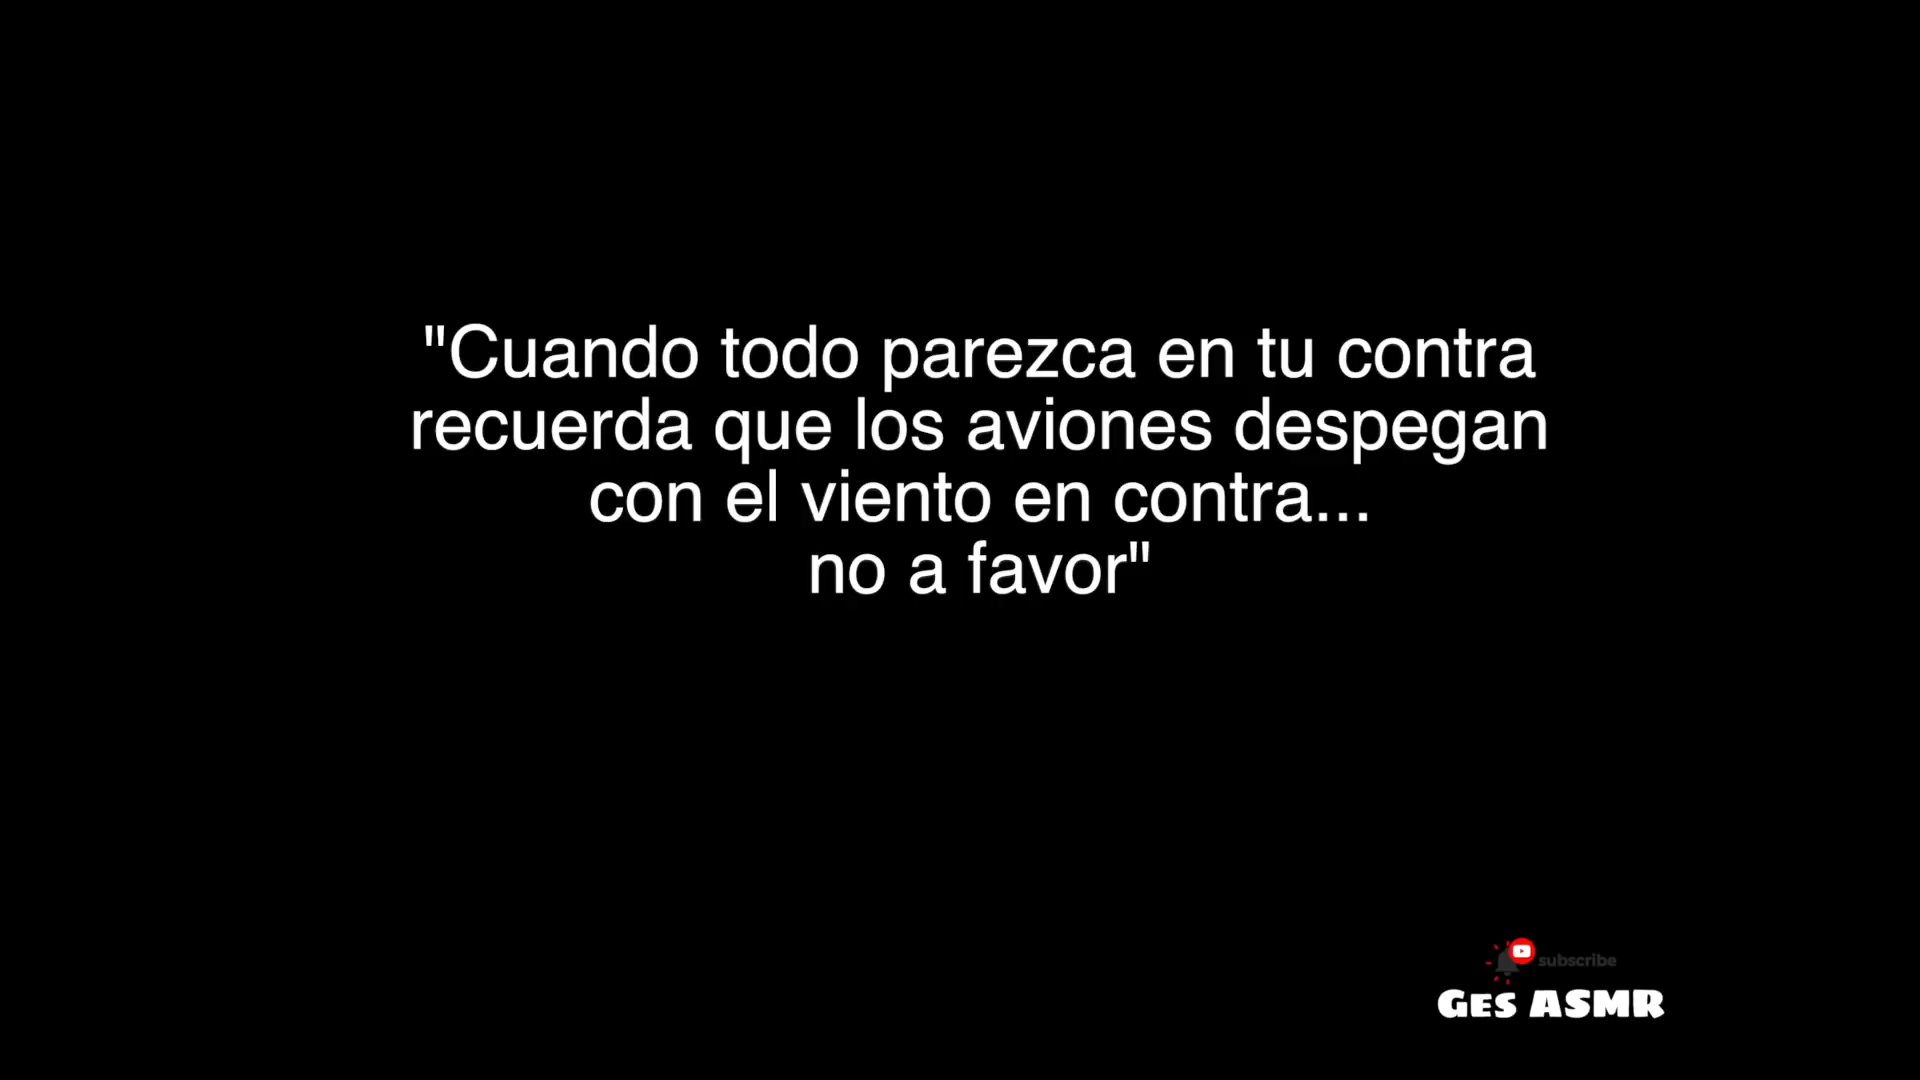 "Cuando todo parezca en tu contra
recuerda que los aviones despegan
con el viento en contra...
no a favor"
subscribe
GES ASMR